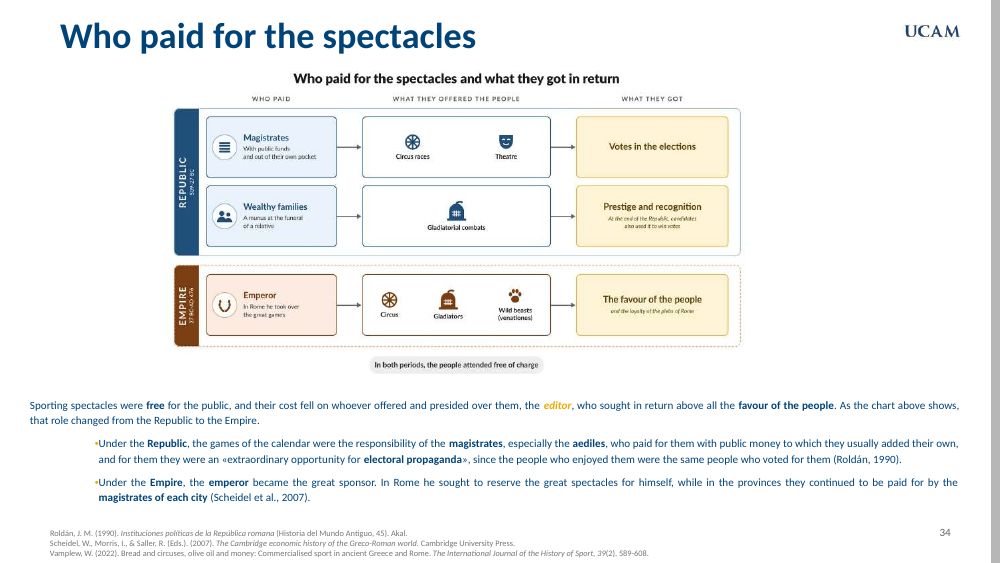 Who paid for the spectacles
UCAM
Who paid for the spectacles and what they got in return
WHO PAID
WHAT THEY OFFERED THE PEOPLE
WHAT THEY GOT
REPUBLIC
509-27 BC
Magistrates
With public funds
and out of their own pocket
Circus races
Theatre
Votes in the elections
Wealthy families
A munus at the funeral
of a relative
Gladiatorial combats
Prestige and recognition
At the end of the Republic, candidates
also used it to win votes
EMPIRE
27 BC-AD 476
Emperor
In Rome he took over
the great games
Circus
Gladiators
Wild beasts
(venationes)
The favour of the people
and the loyalty of the plebs of Rome
In both periods, the people attended free of charge
Sporting spectacles were free for the public, and their cost fell on whoever offered and presided over them, the editor, who sought in return above all the favour of the people. As the chart above shows,
that role changed from the Republic to the Empire.
•Under the Republic, the games of the calendar were the responsibility of the magistrates, especially the aediles, who paid for them with public money to which they usually added their own,
and for them they were an «extraordinary opportunity for electoral propaganda», since the people who enjoyed them were the same people who voted for them (Roldán, 1990).
•Under the Empire, the emperor became the great sponsor. In Rome he sought to reserve the great spectacles for himself, while in the provinces they continued to be paid for by the
magistrates of each city (Scheidel et al., 2007).
Roldán, J. M. (1990). Instituciones políticas de la República romana (Historia del Mundo Antiguo, 45). Akal.
Scheidel, W., Morris, I., & Saller, R. (Eds.). (2007). The Cambridge economic history of the Greco-Roman world. Cambridge University Press.
Vamplew, W. (2022). Bread and circuses, olive oil and money: Commercialised sport in ancient Greece and Rome. The International Journal of the History of Sport, 39(2), 589-608.
34